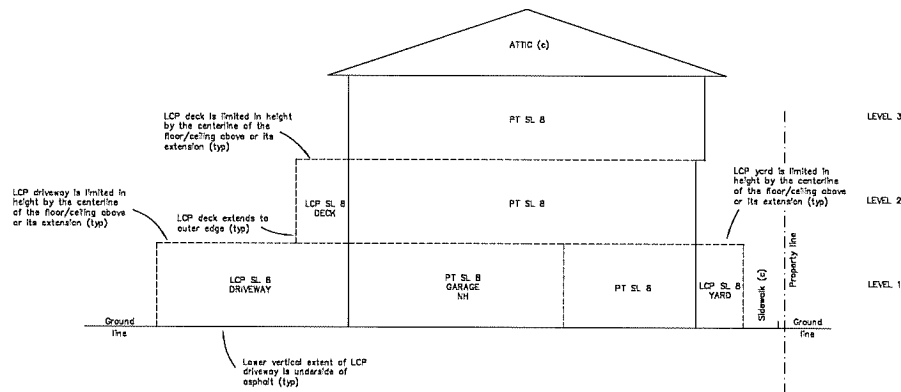 ATTIC (c)
LCP deck is limited in height
by the centerline of the
floor/ceiling above or its
extension (typ)
PT SL 8
LEVEL 3
LCP driveway is limited in
height by the centerline
of the floor/ceiling above
or its extension (typ)
LCP deck extends to
outer edge (typ)
LCP SL 8
DECK
PT SL 8
LCP yard is limited in
height by the centerline
of the floor/ceiling above
or its extension (typ)
LEVEL 2
LCP SL 8
DRIVEWAY
PT SL 8
GARAGE
NH
PT SL 8
LCP SL 8
YARD
Sidewalk (c)
Property line
LEVEL 1
Ground
line
Ground
line
Lower vertical extent of LCP
driveway is underside of
asphalt (typ)